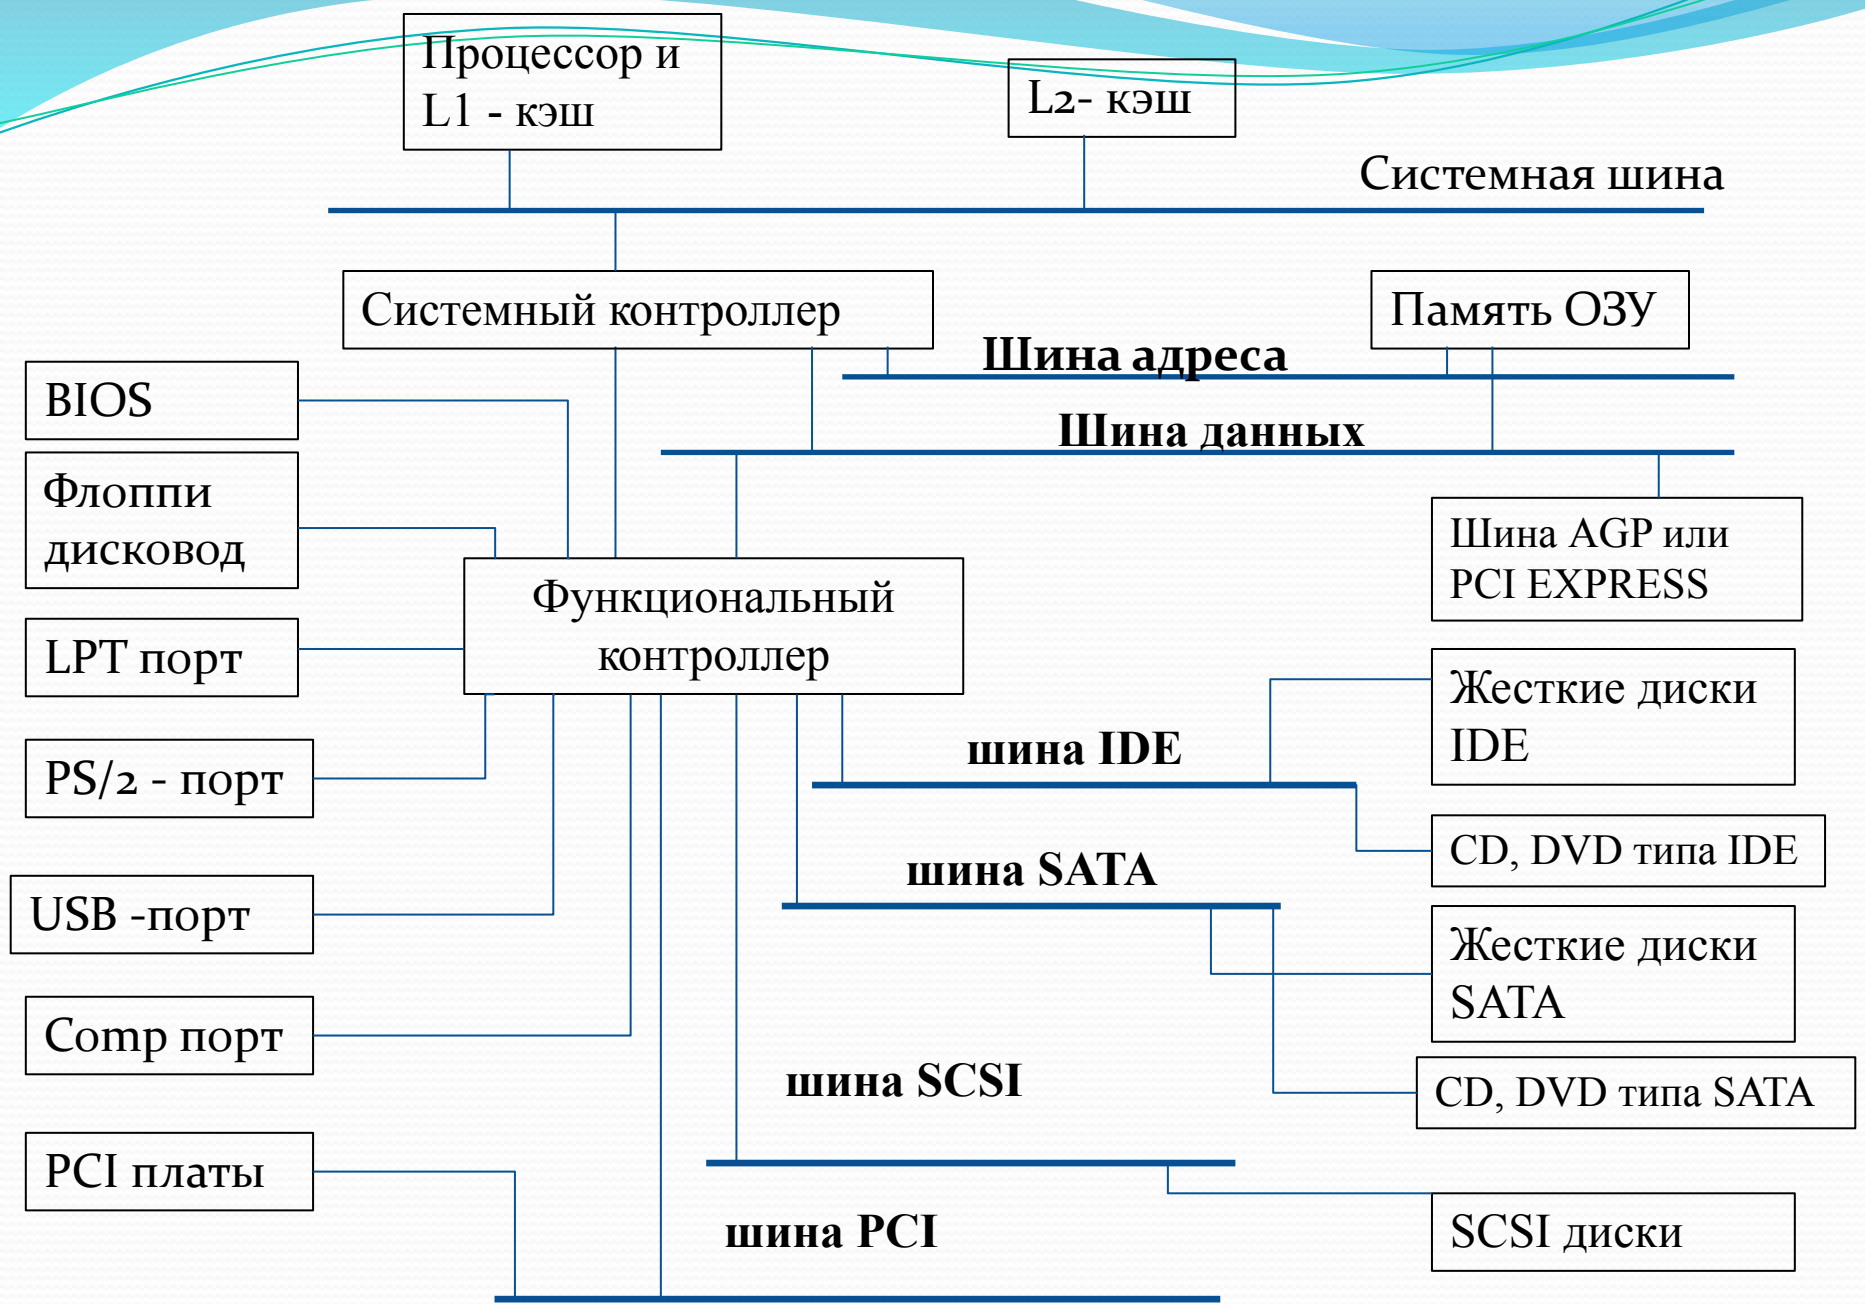 Процессор и
L1 - кэш
L2- кэш
Системная шина
Системный контроллер
Память ОЗУ
Шина адреса
BIOS
Шина данных
Флоппи
дисковод
Шина AGP или
PCI EXPRESS
Функциональный
контроллер
LPT порт
Жесткие диски
IDE
шина IDE
PS/2 - порт
CD, DVD типа IDE
шина SATA
USB -порт
Жесткие диски
SATA
Comp порт
шина SCSI
CD, DVD типа SATA
PCI платы
шина PCI
SCSI диски